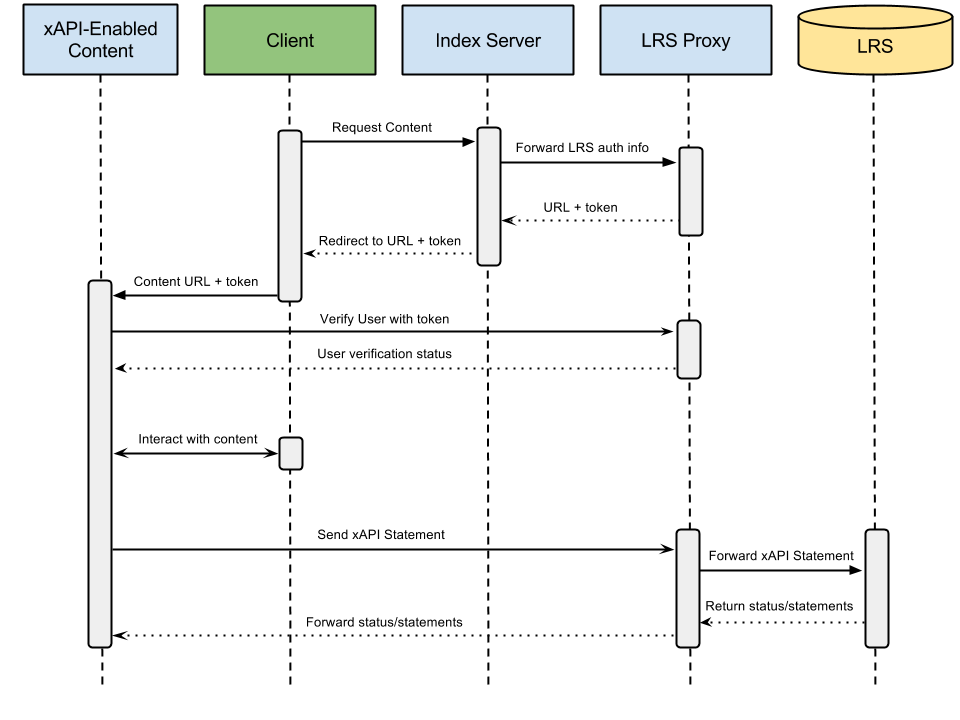 xAPI-Enabled
Content
Client
Index Server
LRS Proxy
LRS
Request Content
Forward LRS auth info
URL + token
Redirect to URL + token
Content URL + token
Verify User with token
User verification status
Interact with content
Send xAPI Statement
Forward xAPI Statement
Return status/statements
Forward status/statements